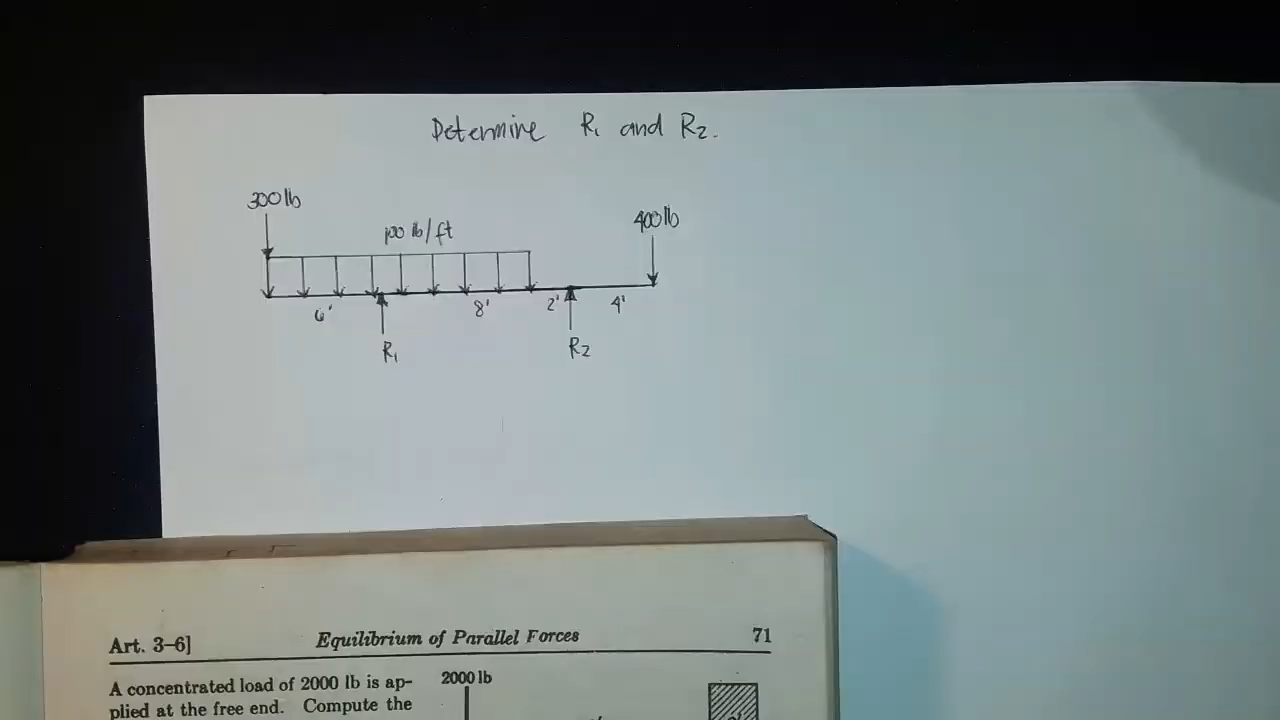 Determine R1 and R2.
300 lb
400 lb
100 lb/ft
6' 8' 2' 4'
R1 R2
Art. 3–6] Equilibrium of Parallel Forces 71
A concentrated load of 2000 lb is ap-
plied at the free end. Compute the
2000 lb